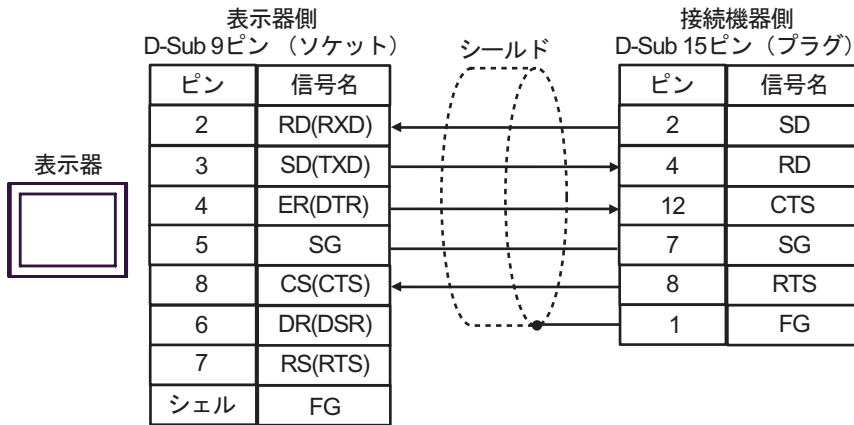 表示器側
D-Sub 9ピン （ソケット）
シールド
接続機器側
D-Sub 15ピン（プラグ）
表示器
ピン 信号名
2 RD(RXD)
3 SD(TXD)
4 ER(DTR)
5 SG
8 CS(CTS)
6 DR(DSR)
7 RS(RTS)
シェル FG
ピン 信号名
2 SD
4 RD
12 CTS
7 SG
8 RTS
1 FG